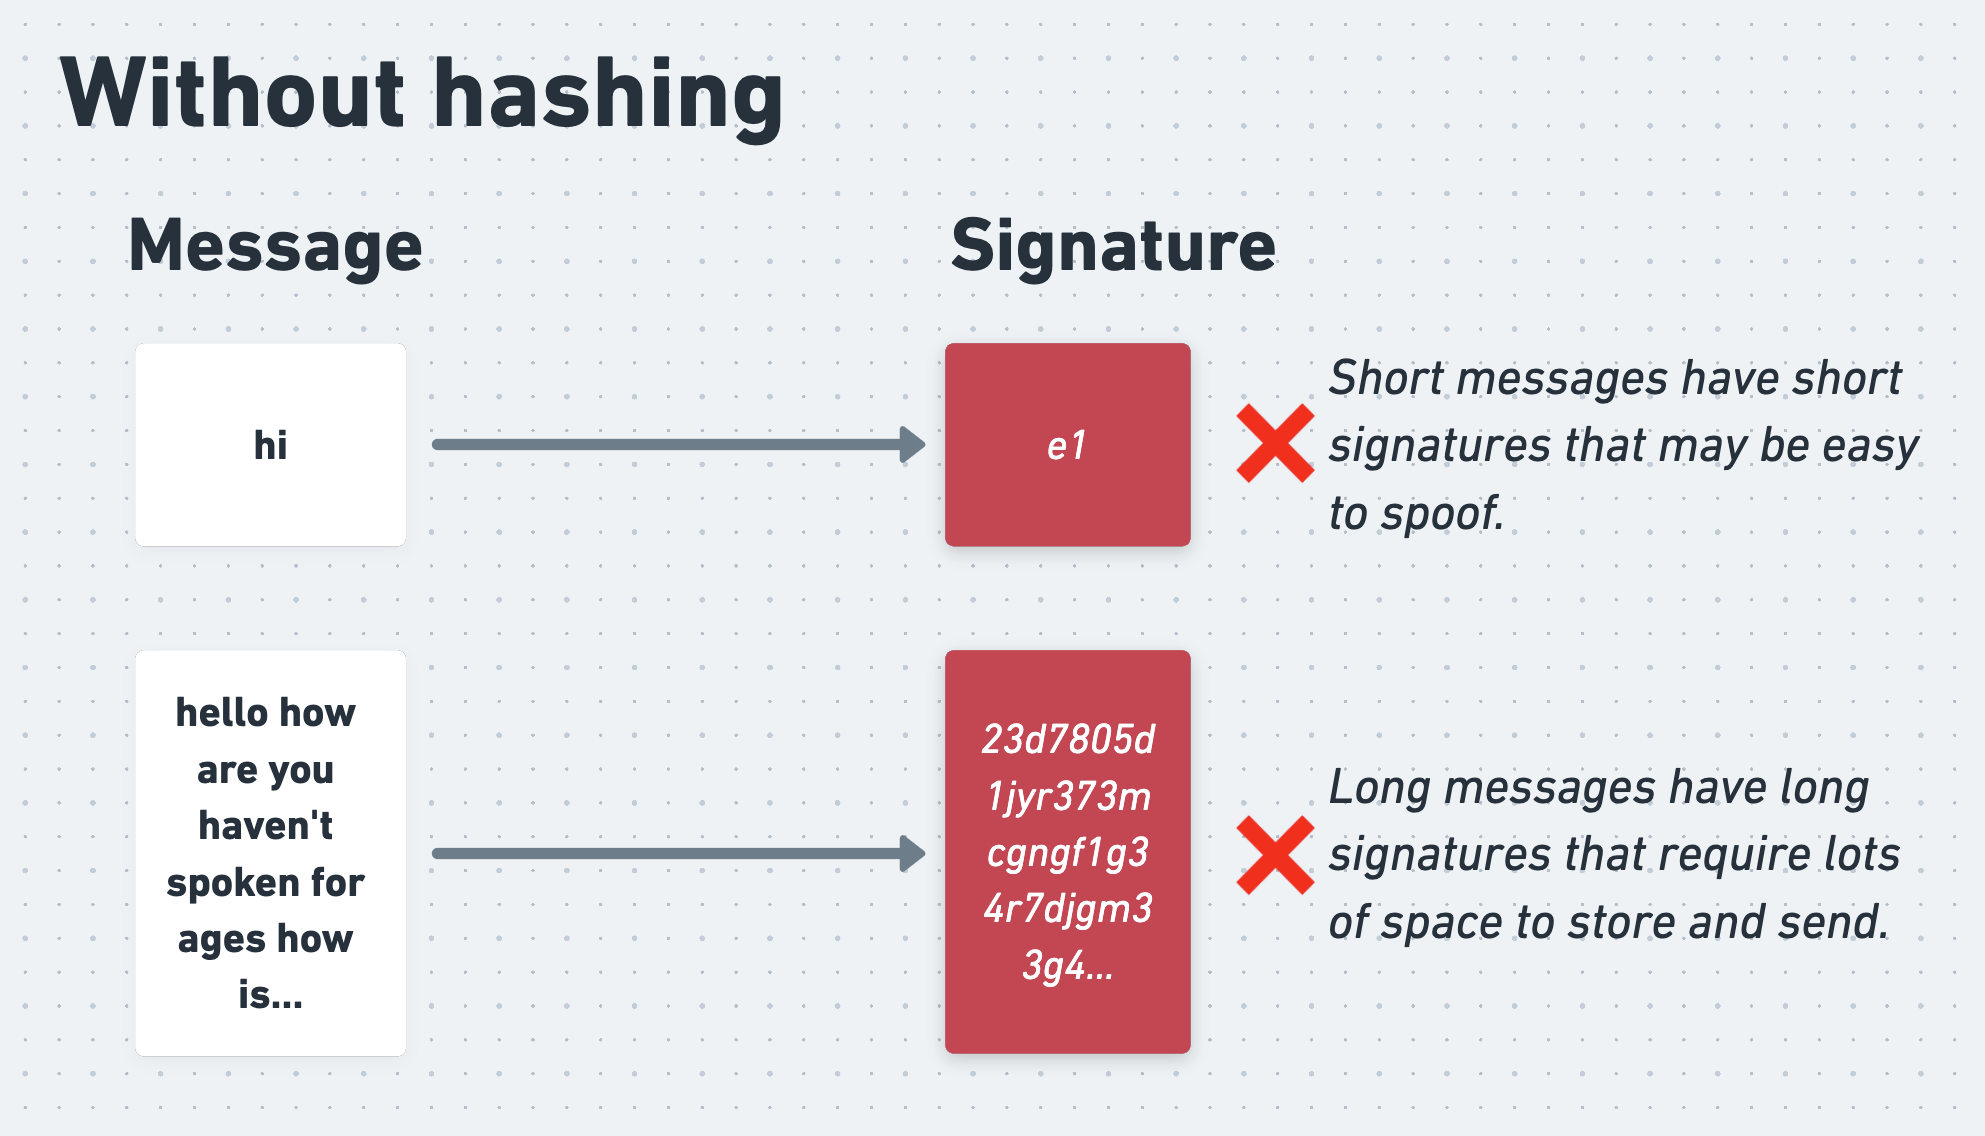 Without hashing
Message
Signature
hi
e1
Short messages have short
signatures that may be easy
to spoof.
hello how
are you
haven't
spoken for
ages how
is...
23d7805d
1jyr373m
cgngf1g3
4r7djgm3
3g4...
Long messages have long
signatures that require lots
of space to store and send.